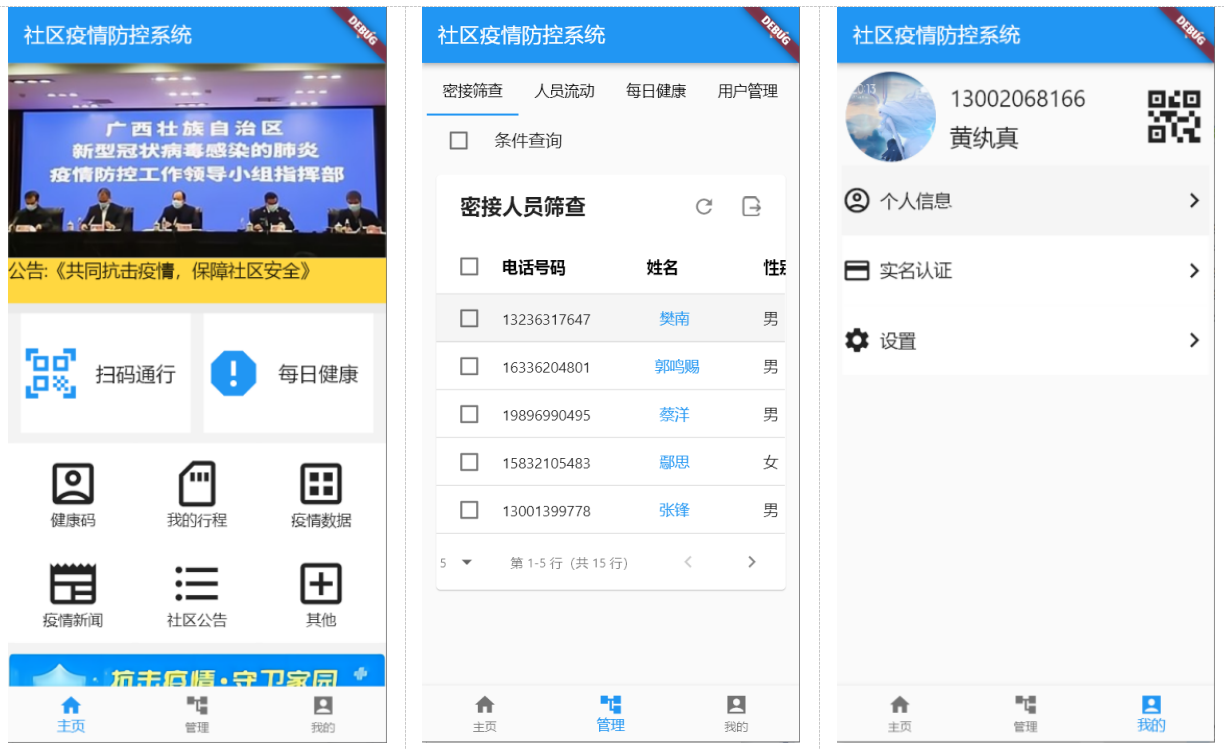 社区疫情防控系统
DEBUG
广西壮族自治区
新型冠状病毒感染的肺炎
疫情防控工作领导小组指挥部
公告:《共同抗击疫情，保障社区安全》
扫码通行
每日健康
健康码
我的行程
疫情数据
疫情新闻
社区公告
其他
抗击疫情·守卫家园
主页
管理
我的
社区疫情防控系统
DEBUG
密接筛查 人员流动 每日健康 用户管理
条件查询
密接人员筛查
电话号码 姓名 性别
13236317647 樊南 男
16336204801 郭鸣赐 男
19896990495 蔡洋 男
15832105483 鄢思 女
13001399778 张锋 男
5 第 1-5 行（共 15 行）
主页
管理
我的
社区疫情防控系统
DEBUG
20:13
13002068166
黄纨真
个人信息
实名认证
设置
主页
管理
我的